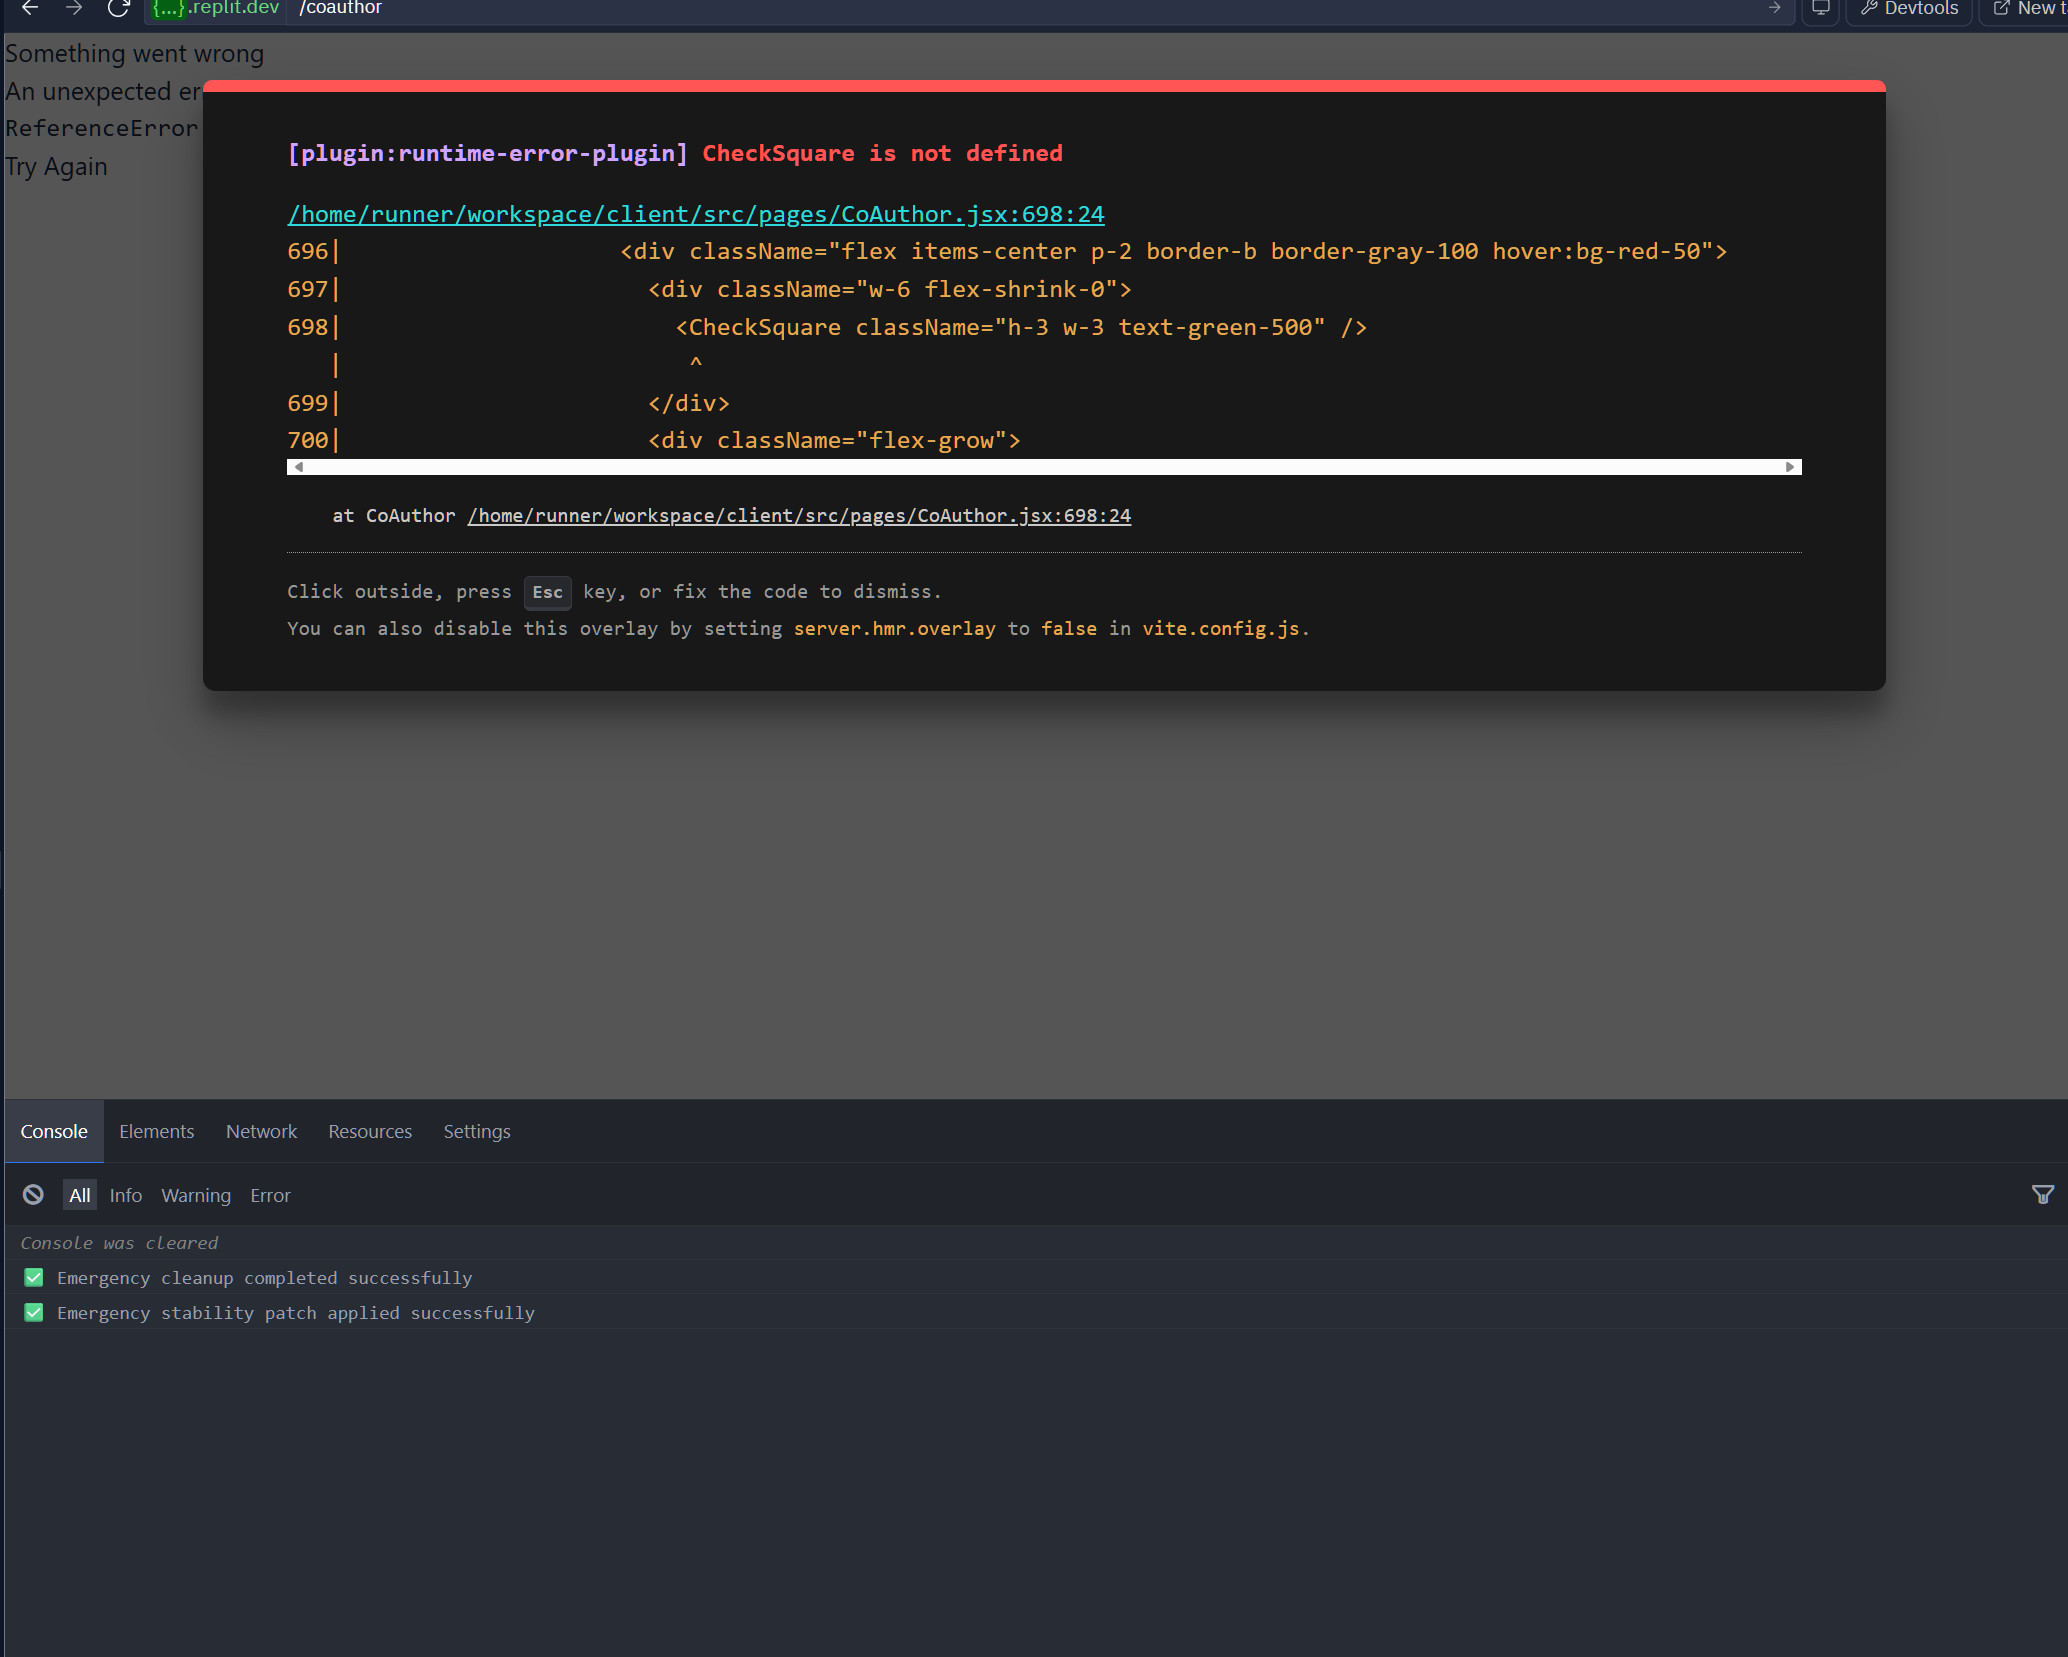 {...}.replit.dev /coauthor Devtools New
Something went wrong
An unexpected er
ReferenceError
Try Again
[plugin:runtime-error-plugin] CheckSquare is not defined
/home/runner/workspace/client/src/pages/CoAuthor.jsx:698:24
696| <div className="flex items-center p-2 border-b border-gray-100 hover:bg-red-50">
697| <div className="w-6 flex-shrink-0">
698| <CheckSquare className="h-3 w-3 text-green-500" />
| ^
699| </div>
700| <div className="flex-grow">
at CoAuthor /home/runner/workspace/client/src/pages/CoAuthor.jsx:698:24
Click outside, press Esc key, or fix the code to dismiss.
You can also disable this overlay by setting server.hmr.overlay to false in vite.config.js.
Console Elements Network Resources Settings
All Info Warning Error
Console was cleared
✅ Emergency cleanup completed successfully
✅ Emergency stability patch applied successfully